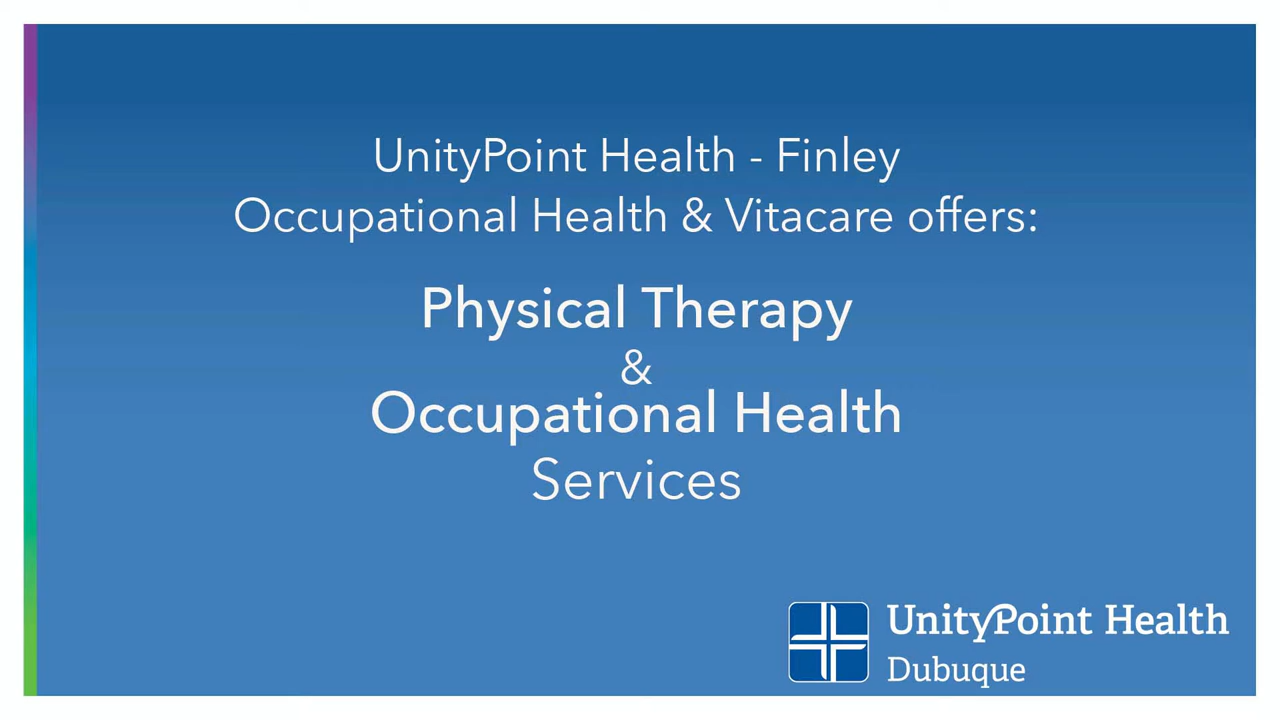 UnityPoint Health - Finley
Occupational Health & Vitacare offers:
Physical Therapy
&
Occupational Health
Services
UnityPoint Health
Dubuque